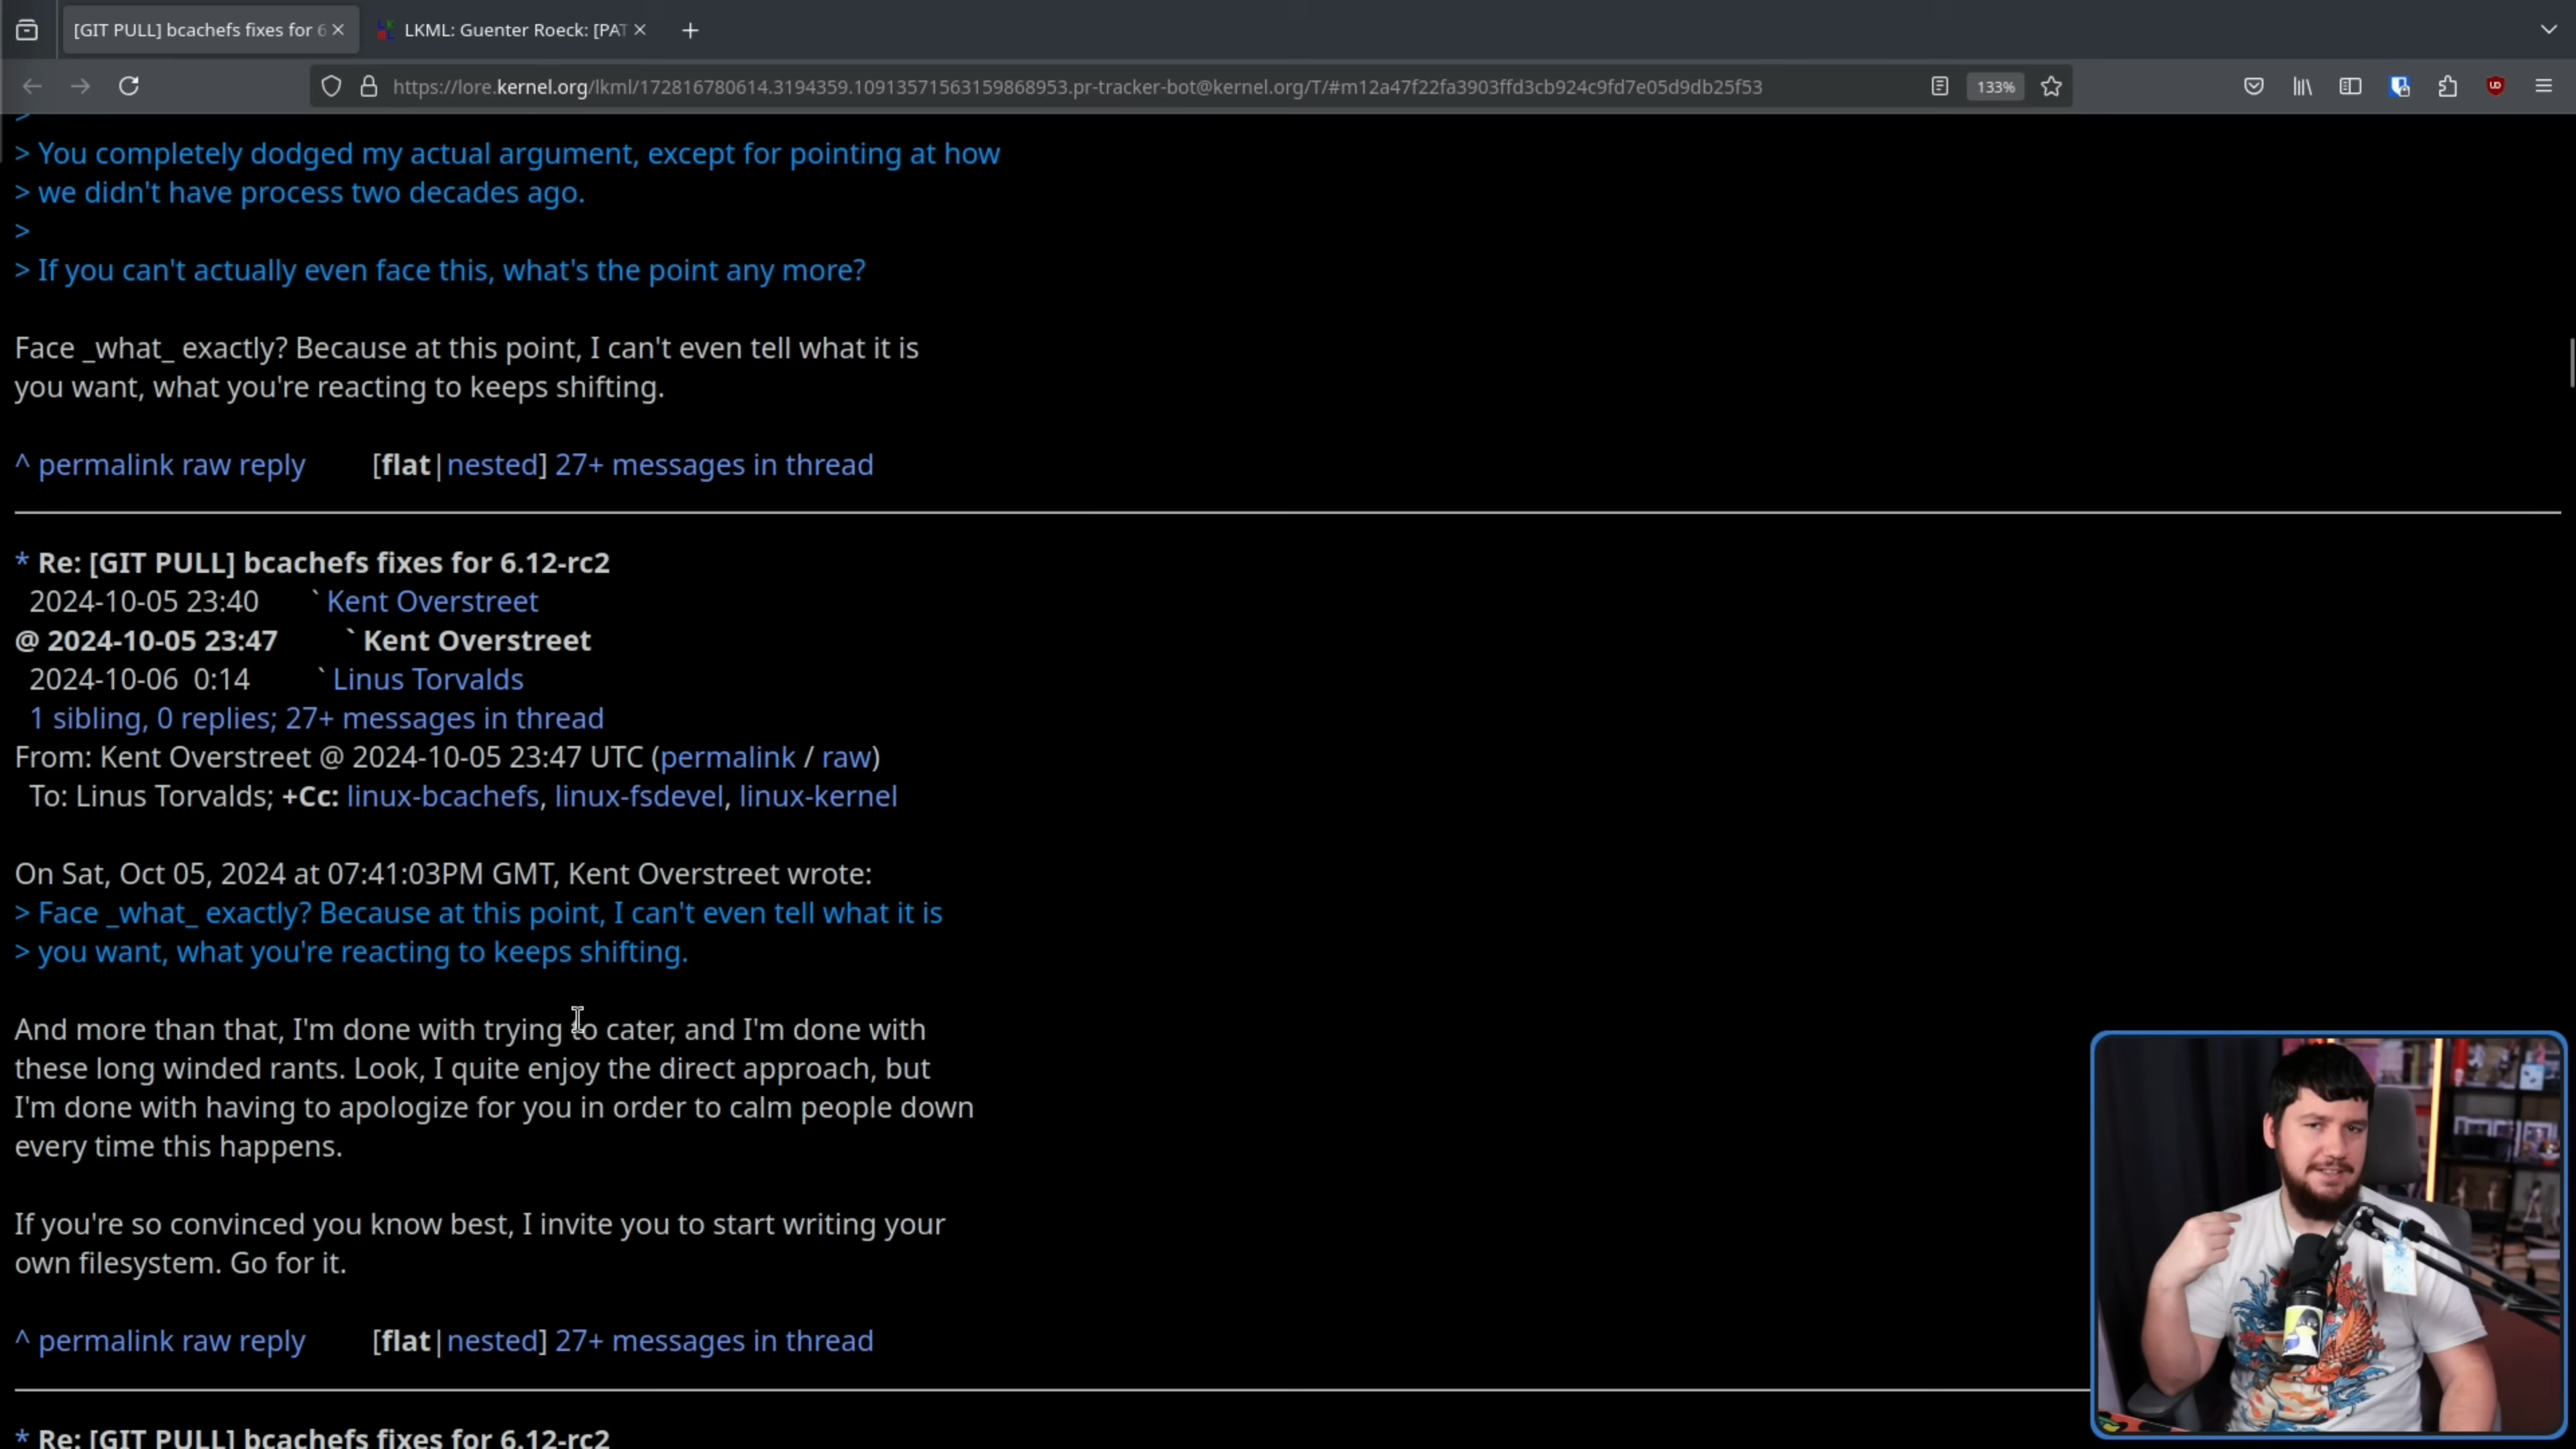 [GIT PULL] bcachefs fixes for 6
LKML: Guenter Roeck: [PAT
https://lore.kernel.org/lkml/172816780614.3194359.10913571563159868953.pr-tracker-bot@kernel.org/T/#m12a47f22fa3903ffd3cb924c9fd7e05d9db25f53
133%
>
> You completely dodged my actual argument, except for pointing at how
> we didn't have process two decades ago.
>
> If you can't actually even face this, what's the point any more?
Face _what_ exactly? Because at this point, I can't even tell what it is
you want, what you're reacting to keeps shifting.
^ permalink raw reply [flat|nested] 27+ messages in thread
* Re: [GIT PULL] bcachefs fixes for 6.12-rc2
2024-10-05 23:40 ` Kent Overstreet
@ 2024-10-05 23:47 ` Kent Overstreet
2024-10-06 0:14 ` Linus Torvalds
1 sibling, 0 replies; 27+ messages in thread
From: Kent Overstreet @ 2024-10-05 23:47 UTC (permalink / raw)
To: Linus Torvalds; +Cc: linux-bcachefs, linux-fsdevel, linux-kernel
On Sat, Oct 05, 2024 at 07:41:03PM GMT, Kent Overstreet wrote:
> Face _what_ exactly? Because at this point, I can't even tell what it is
> you want, what you're reacting to keeps shifting.
And more than that, I'm done with trying to cater, and I'm done with
these long winded rants. Look, I quite enjoy the direct approach, but
I'm done with having to apologize for you in order to calm people down
every time this happens.
If you're so convinced you know best, I invite you to start writing your
own filesystem. Go for it.
^ permalink raw reply [flat|nested] 27+ messages in thread
* Re: [GIT PULL] bcachefs fixes for 6.12-rc2